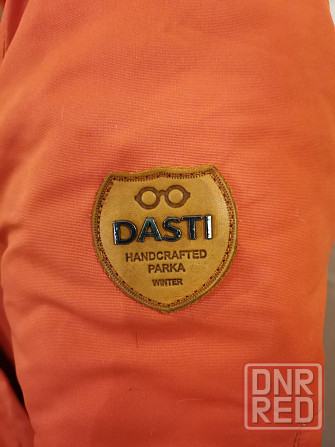 DASTI
HANDCRAFTED
PARKA
WINTER
DNR
RED